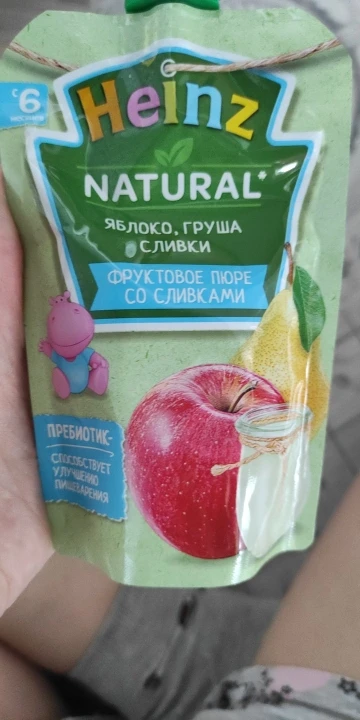 с 6
месяцев
Heinz
NATURAL*
ЯБЛОКО, ГРУША
СЛИВКИ
ФРУКТОВОЕ ПЮРЕ
СО СЛИВКАМИ
ПРЕБИОТИК-
СПОСОБСТВУЕТ
УЛУЧШЕНИЮ
ПИЩЕВАРЕНИЯ